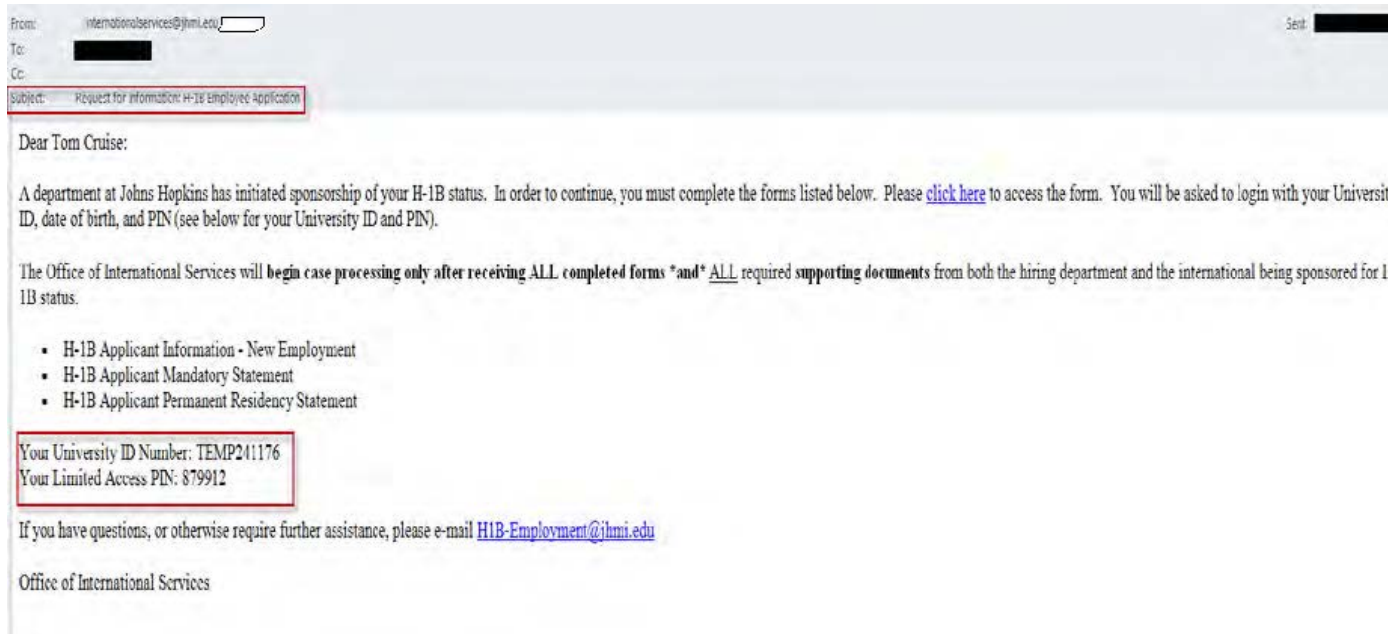 From: internationalservices@jhmi.edu Sent:
To:
Cc:
Subject: Request for Information: H-1B Employee Application
Dear Tom Cruise:
A department at Johns Hopkins has initiated sponsorship of your H-1B status. In order to continue, you must complete the forms listed below. Please click here to access the form. You will be asked to login with your Universit
ID, date of birth, and PIN (see below for your University ID and PIN).
The Office of International Services will begin case processing only after receiving ALL completed forms *and* ALL required supporting documents from both the hiring department and the international being sponsored for
1B status.
▪ H-1B Applicant Information - New Employment
▪ H-1B Applicant Mandatory Statement
▪ H-1B Applicant Permanent Residency Statement
Your University ID Number: TEMP241176
Your Limited Access PIN: 879912
If you have questions, or otherwise require further assistance, please e-mail H1B-Employment@jhmi.edu
Office of International Services